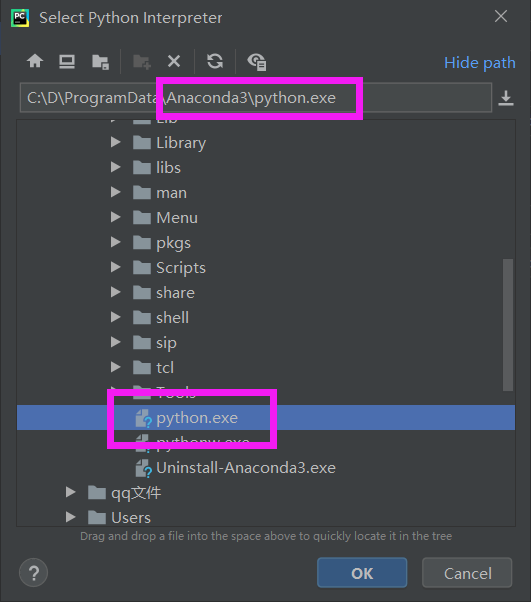 PC Select Python Interpreter
Hide path
C:\D\ProgramData\Anaconda3\python.exe
Lib
Library
libs
man
Menu
pkgs
Scripts
share
shell
sip
tcl
Tools
python.exe
pythonw.exe
Uninstall-Anaconda3.exe
qq文件
Users
Drag and drop a file into the space above to quickly locate it in the tree
?
OK
Cancel